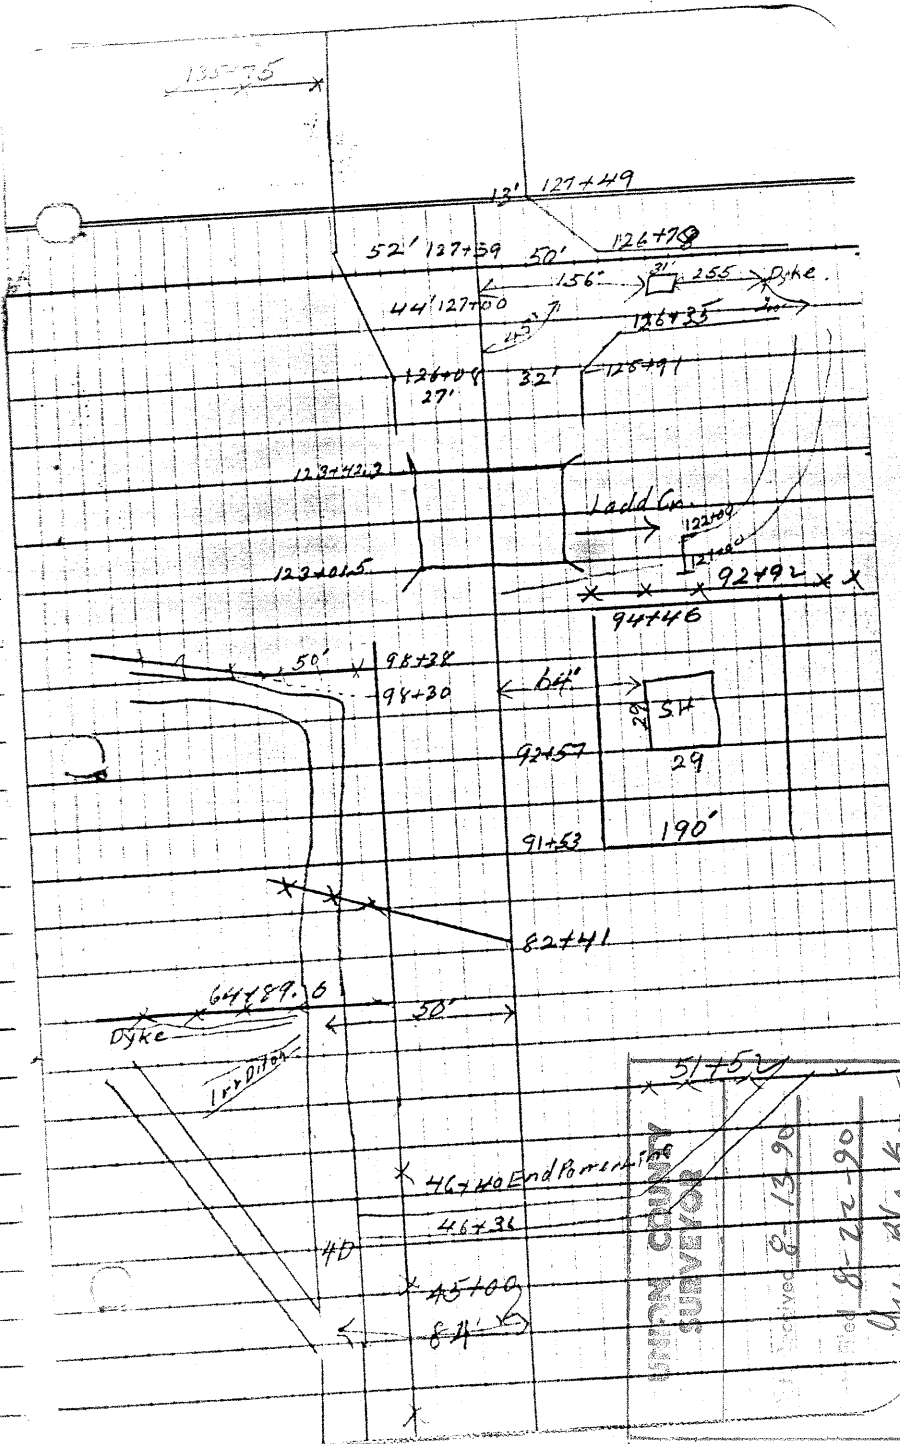 135+75
13' 127+49
52' 127+59 50' 126+78
156' 31' 255 Dyke
44' 127+00
45°
126+35
126+08 32' 125+91
27'
123+42.3
Ladd Cr.
122+09
121+00
123+01.5
92+92
94+46
50' 98+38
98+30
64'
29 S.H
92+57 29
91+53 190'
82+41
64+89.6
50'
Dyke
Irr Ditch
51+52
46+40 End Power Line
46+36
40
45+00
84'
UNION COUNTY
SURVEYOR
Received 8-13-90
Filed 8-22-90